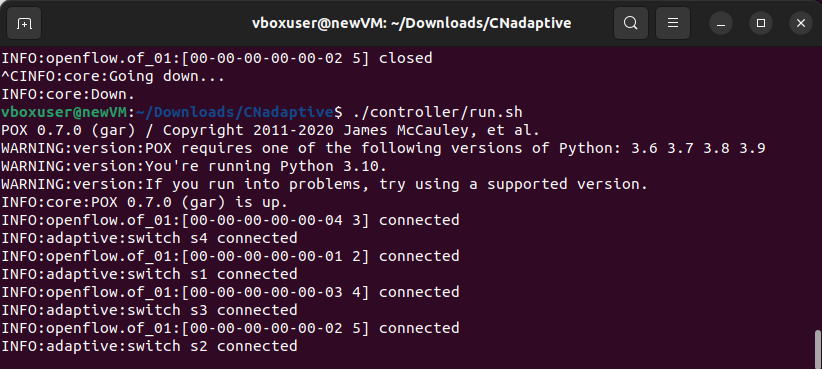 vboxuser@newVM: ~/Downloads/CNadaptive
INFO:openflow.of_01:[00-00-00-00-00-02 5] closed
^CINFO:core:Going down...
INFO:core:Down.
vboxuser@newVM:~/Downloads/CNadaptive$ ./controller/run.sh
POX 0.7.0 (gar) / Copyright 2011-2020 James McCauley, et al.
WARNING:version:POX requires one of the following versions of Python: 3.6 3.7 3.8 3.9
WARNING:version:You're running Python 3.10.
WARNING:version:If you run into problems, try using a supported version.
INFO:core:POX 0.7.0 (gar) is up.
INFO:openflow.of_01:[00-00-00-00-00-04 3] connected
INFO:adaptive:switch s4 connected
INFO:openflow.of_01:[00-00-00-00-00-01 2] connected
INFO:adaptive:switch s1 connected
INFO:openflow.of_01:[00-00-00-00-00-03 4] connected
INFO:adaptive:switch s3 connected
INFO:openflow.of_01:[00-00-00-00-00-02 5] connected
INFO:adaptive:switch s2 connected